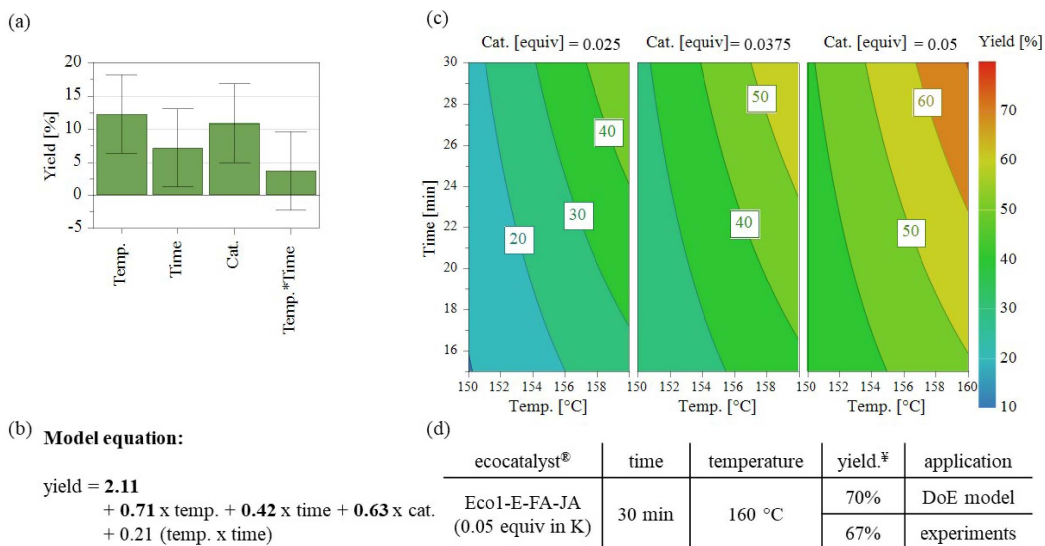 (a)
20
15
10
5
0
-5
Yield [%]
Temp.
Time
Cat.
Temp.*Time
(b) Model equation:
yield = 2.11
+ 0.71 x temp. + 0.42 x time + 0.63 x cat.
+ 0.21 (temp. x time)
(c)
Cat. [equiv] = 0.025 Cat. [equiv] = 0.0375 Cat. [equiv] = 0.05 Yield [%]
30
28
26
24
22
20
18
16
Time [min]
40
30
20
50
40
60
50
70
60
50
40
30
20
10
150 152 154 156 158 150 152 154 156 158 150 152 154 156 158 160
Temp. [°C] Temp. [°C] Temp. [°C]
(d)
ecocatalyst® time temperature yield.¥ application
Eco1-E-FA-JA
(0.05 equiv in K) 30 min 160 °C
70% DoE model
67% experiments